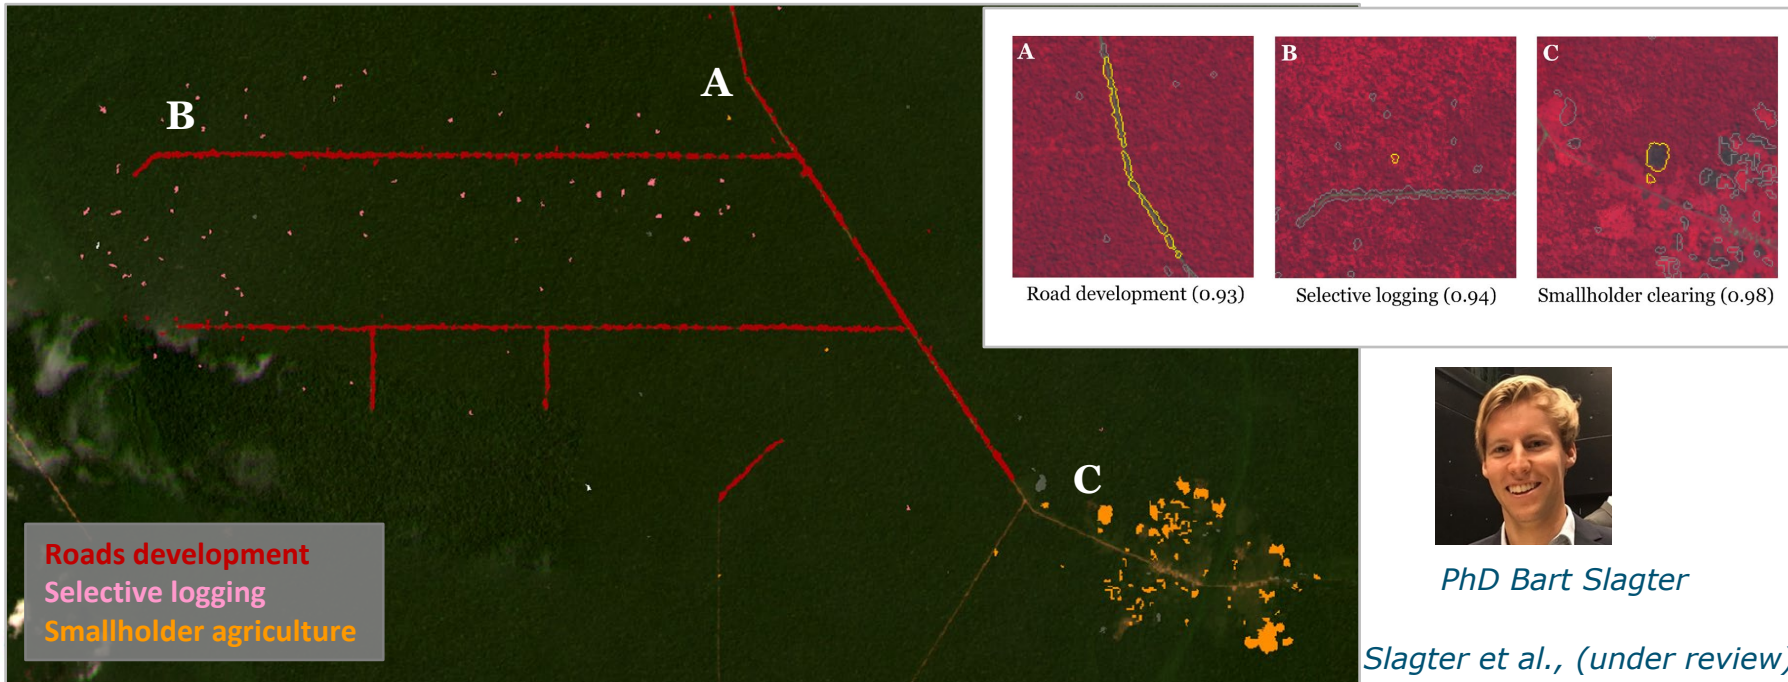 A
B
C
Roads development
Selective logging
Smallholder agriculture
A
B
C
Road development (0.93)
Selective logging (0.94)
Smallholder clearing (0.98)
PhD Bart Slagter
Slagter et al., (under review)